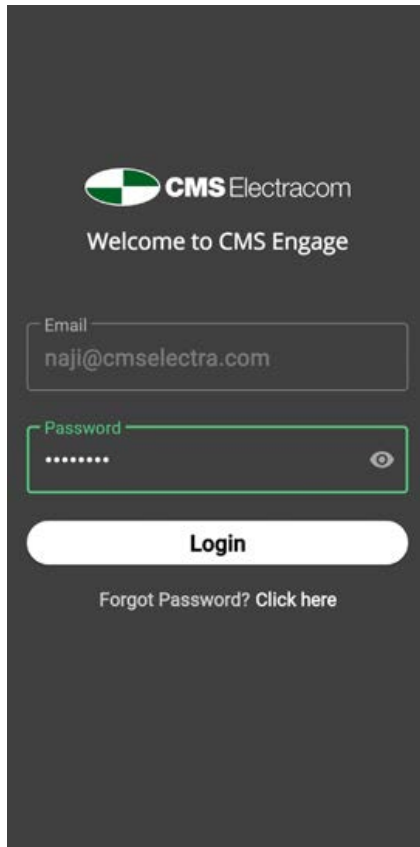 CMS Electracom
Welcome to CMS Engage
Email
naji@cmselectra.com
Password
••••••••
Login
Forgot Password? Click here